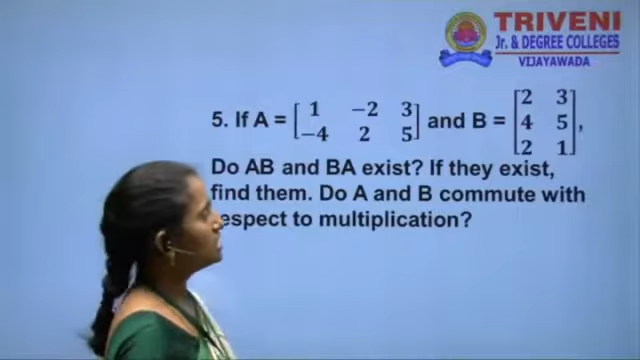 TRIVENI
Jr. & DEGREE COLLEGES
VIJAYAWADA
5. If A = [1 −2 3; −4 2 5] and B = [2 3; 4 5; 2 1],
Do AB and BA exist? If they exist,
find them. Do A and B commute with
respect to multiplication?